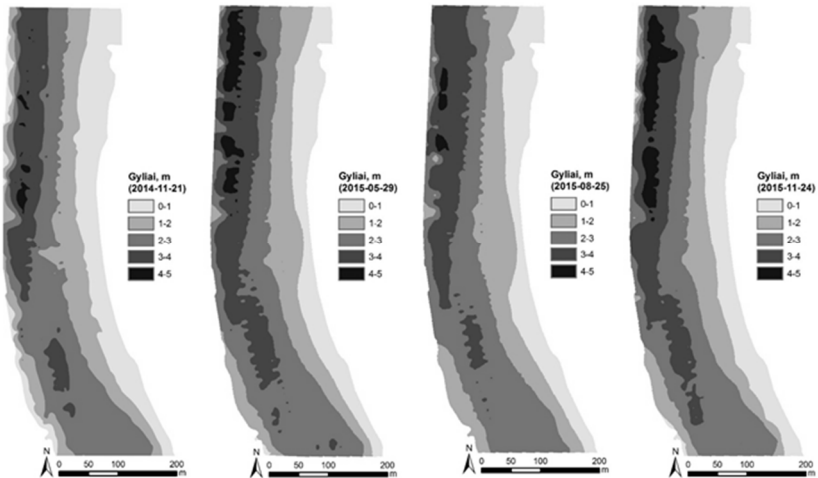 Gyliai, m
(2014-11-21)
0-1
1-2
2-3
3-4
4-5
N
0 50 100 200
m
Gyliai, m
(2015-05-29)
0-1
1-2
2-3
3-4
4-5
N
0 50 100 200
m
Gyliai, m
(2015-08-25)
0-1
1-2
2-3
3-4
4-5
N
0 50 100 200
m
Gyliai, m
(2015-11-24)
0-1
1-2
2-3
3-4
4-5
N
0 50 100 200
m